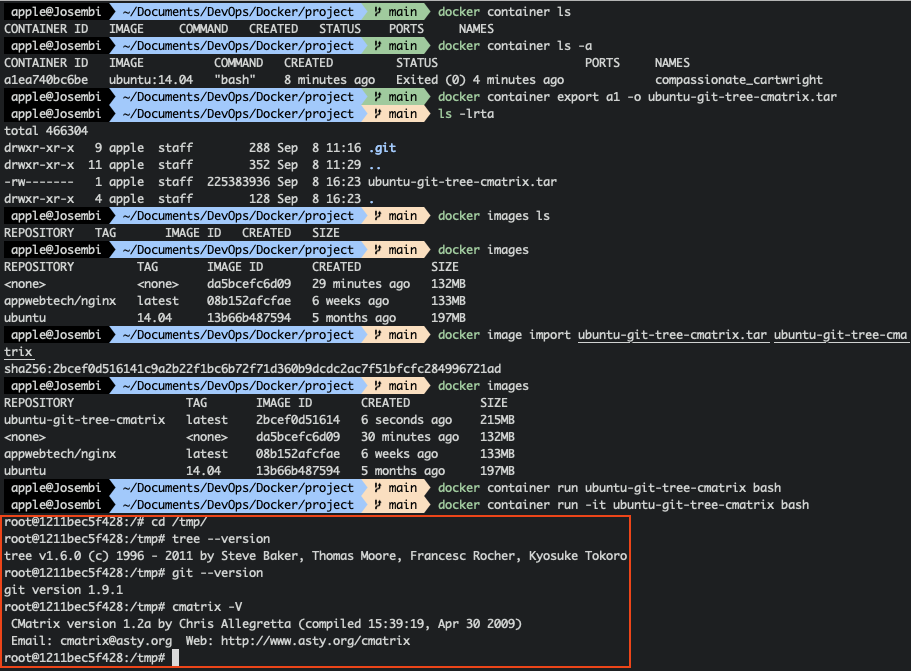 apple@Josembi ~/Documents/DevOps/Docker/project main docker container ls
CONTAINER ID IMAGE COMMAND CREATED STATUS PORTS NAMES
apple@Josembi ~/Documents/DevOps/Docker/project main docker container ls -a
CONTAINER ID IMAGE COMMAND CREATED STATUS PORTS NAMES
a1ea740bc6be ubuntu:14.04 "bash" 8 minutes ago Exited (0) 4 minutes ago compassionate_cartwright
apple@Josembi ~/Documents/DevOps/Docker/project main docker container export a1 -o ubuntu-git-tree-cmatrix.tar
apple@Josembi ~/Documents/DevOps/Docker/project main ls -lrta
total 466304
drwxr-xr-x 9 apple staff 288 Sep 8 11:16 .git
drwxr-xr-x 11 apple staff 352 Sep 8 11:29 ..
-rw------- 1 apple staff 225383936 Sep 8 16:23 ubuntu-git-tree-cmatrix.tar
drwxr-xr-x 4 apple staff 128 Sep 8 16:23 .
apple@Josembi ~/Documents/DevOps/Docker/project main docker images ls
REPOSITORY TAG IMAGE ID CREATED SIZE
apple@Josembi ~/Documents/DevOps/Docker/project main docker images
REPOSITORY TAG IMAGE ID CREATED SIZE
<none> <none> da5bcefc6d09 29 minutes ago 132MB
appwebtech/nginx latest 08b152afcfae 6 weeks ago 133MB
ubuntu 14.04 13b66b487594 5 months ago 197MB
apple@Josembi ~/Documents/DevOps/Docker/project main docker image import ubuntu-git-tree-cmatrix.tar ubuntu-git-tree-cma
trix
sha256:2bcef0d516141c9a2b22f1bc6b72f71d360b9dcdc2ac7f51bfcfc284996721ad
apple@Josembi ~/Documents/DevOps/Docker/project main docker images
REPOSITORY TAG IMAGE ID CREATED SIZE
ubuntu-git-tree-cmatrix latest 2bcef0d51614 6 seconds ago 215MB
<none> <none> da5bcefc6d09 30 minutes ago 132MB
appwebtech/nginx latest 08b152afcfae 6 weeks ago 133MB
ubuntu 14.04 13b66b487594 5 months ago 197MB
apple@Josembi ~/Documents/DevOps/Docker/project main docker container run ubuntu-git-tree-cmatrix bash
apple@Josembi ~/Documents/DevOps/Docker/project main docker container run -it ubuntu-git-tree-cmatrix bash
root@1211bec5f428:/# cd /tmp/
root@1211bec5f428:/tmp# tree --version
tree v1.6.0 (c) 1996 - 2011 by Steve Baker, Thomas Moore, Francesc Rocher, Kyosuke Tokoro
root@1211bec5f428:/tmp# git --version
git version 1.9.1
root@1211bec5f428:/tmp# cmatrix -V
CMatrix version 1.2a by Chris Allegretta (compiled 15:39:19, Apr 30 2009)
Email: cmatrix@asty.org Web: http://www.asty.org/cmatrix
root@1211bec5f428:/tmp#